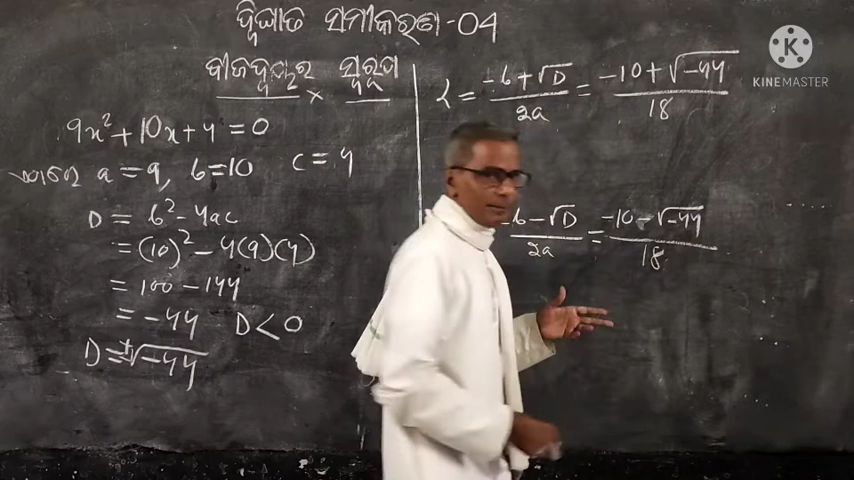 ଦ୍ୱିଘାତ ସମୀକରଣ-04
ବୀଜଦ୍ୱୟର ସ୍ୱରୂପ
9x² + 10x + 4 = 0
ଏଠାରେ a = 9, b = 10 c = 4
D = b² - 4ac
= (10)² - 4(9)(4)
= 100 - 144
= -44 D < 0
D = ±√-44
α = -b + √D / 2a = -10 + √-44 / 18
-b - √D / 2a = -10 - √-44 / 18
K
KINEMASTER